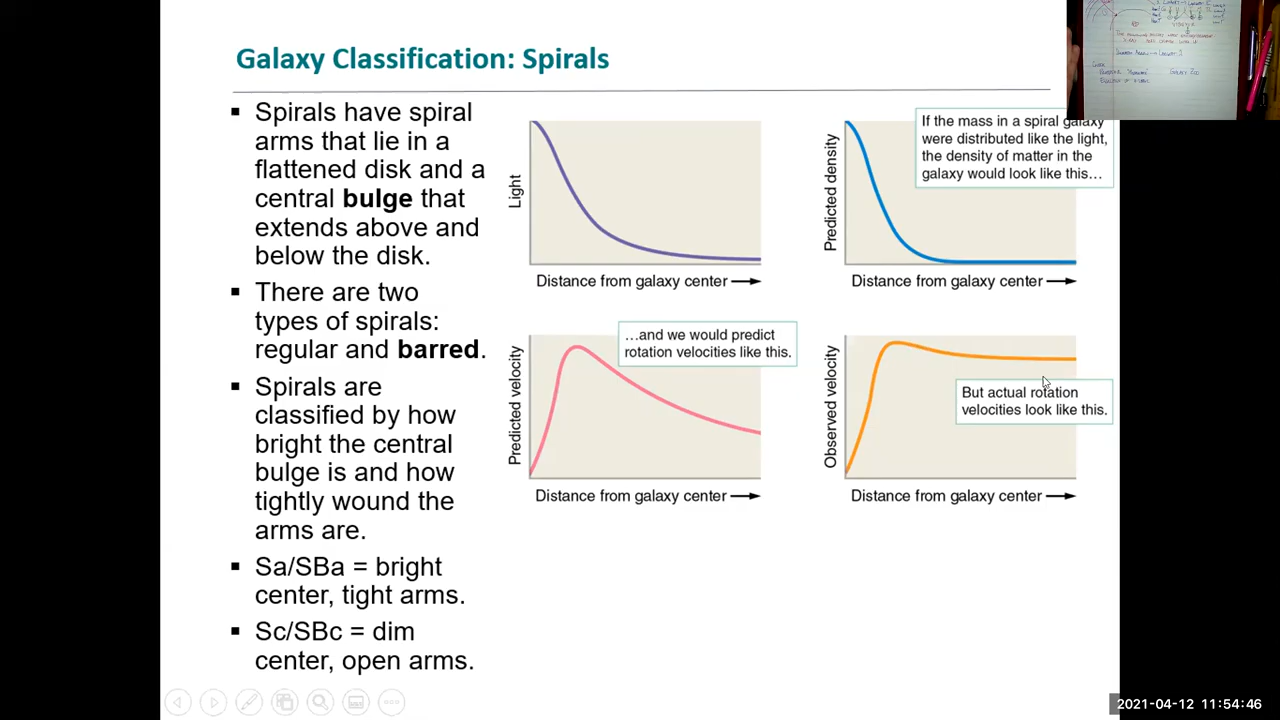 Galaxy Classification: Spirals
▪ Spirals have spiral
arms that lie in a
flattened disk and a
central bulge that
extends above and
below the disk.
▪ There are two
types of spirals:
regular and barred.
▪ Spirals are
classified by how
bright the central
bulge is and how
tightly wound the
arms are.
▪ Sa/SBa = bright
center, tight arms.
▪ Sc/SBc = dim
center, open arms.
Light
Distance from galaxy center
Predicted density
If the mass in a spiral galaxy
were distributed like the light,
the density of matter in the
galaxy would look like this…
Distance from galaxy center
Predicted velocity
…and we would predict
rotation velocities like this.
Distance from galaxy center
Observed velocity
But actual rotation
velocities look like this.
Distance from galaxy center
GALAXY ZOO
2021-04-12 11:54:46